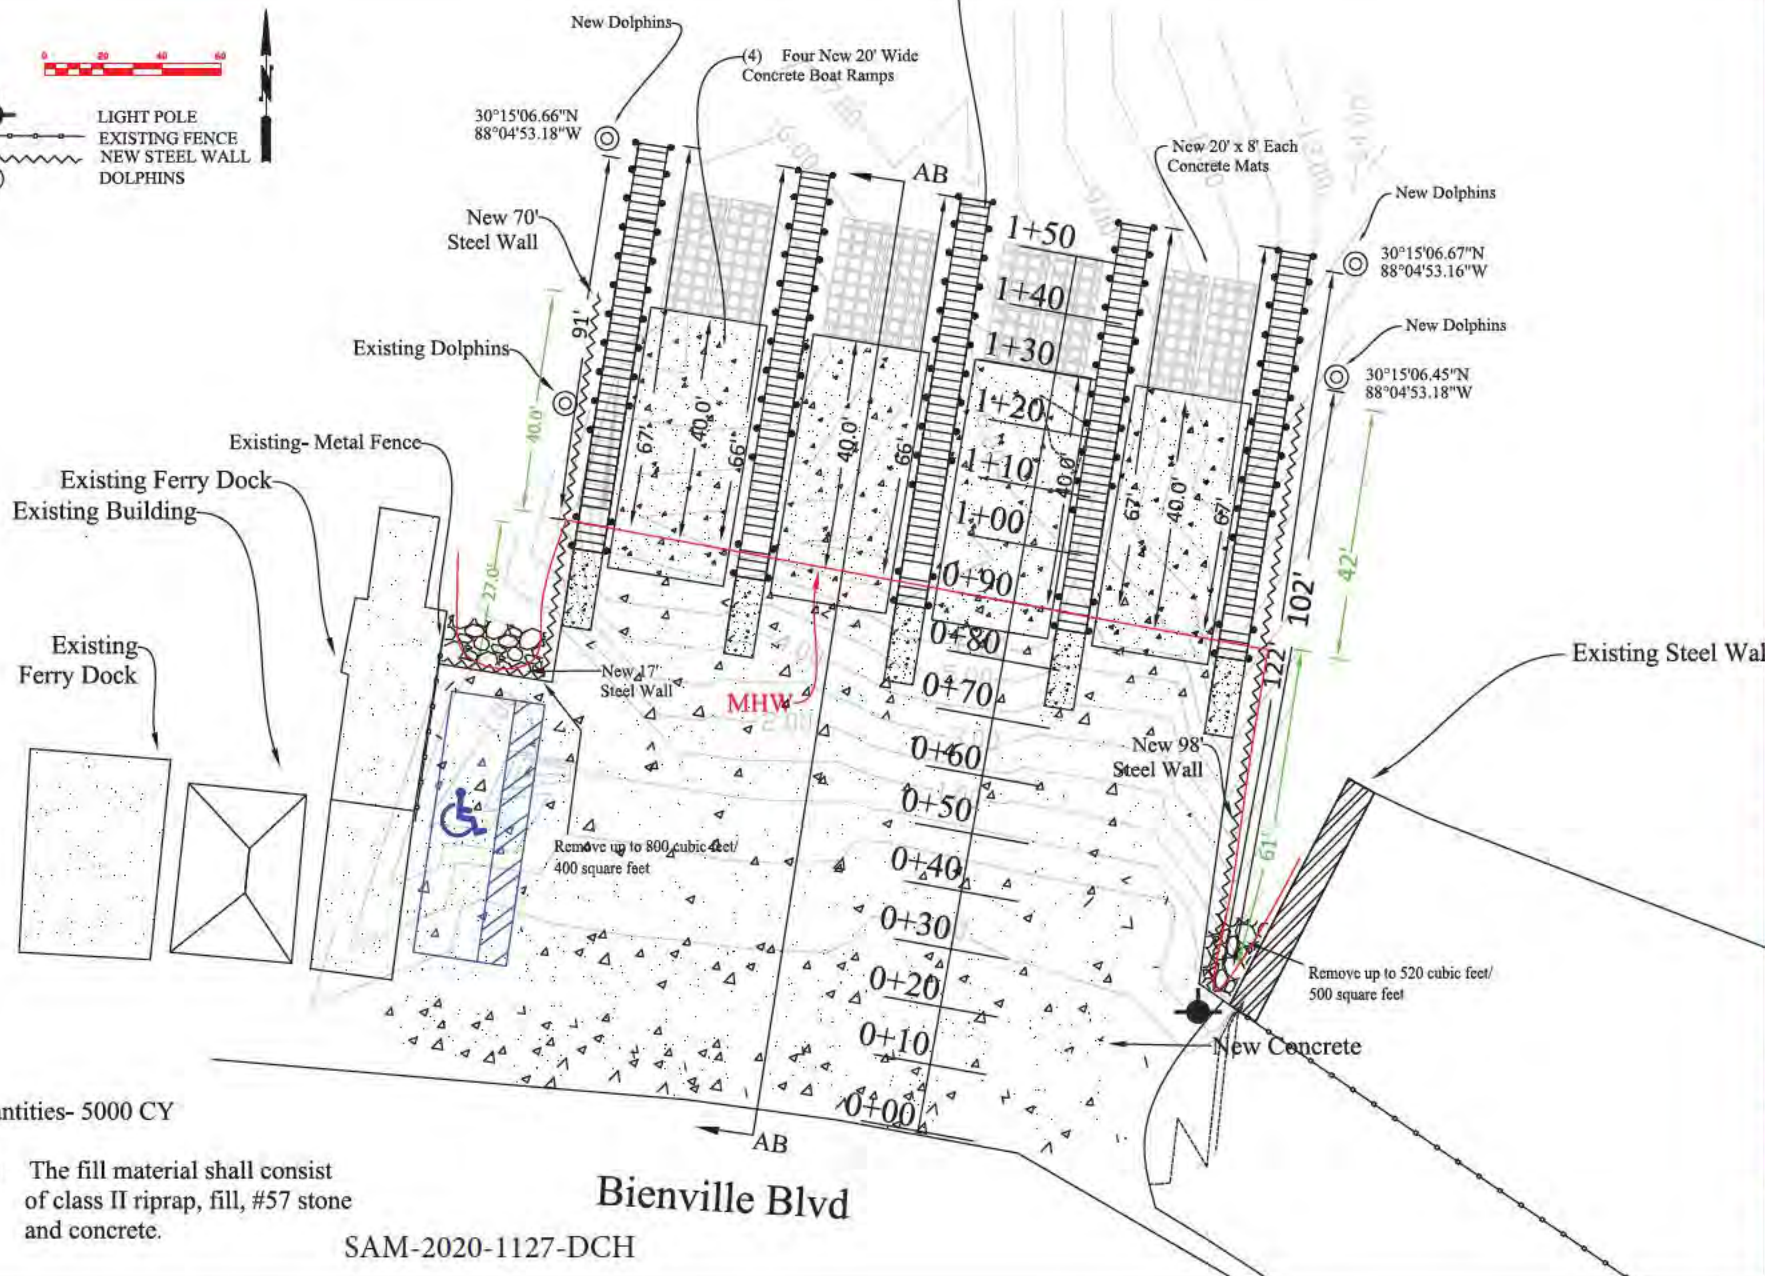 0 20 40 60
N
LIGHT POLE
EXISTING FENCE
NEW STEEL WALL
DOLPHINS
New Dolphins
(4) Four New 20' Wide
Concrete Boat Ramps
30°15'06.66"N
88°04'53.18"W
AB
New 20' x 8' Each
Concrete Mats
New Dolphins
30°15'06.67"N
88°04'53.16"W
New Dolphins
30°15'06.45"N
88°04'53.18"W
New 70'
Steel Wall
91'
Existing Dolphins
40.0'
Existing- Metal Fence
Existing Ferry Dock
Existing Building
27.0'
Existing
Ferry Dock
67'
40.0'
66'
40.0'
66'
40.0'
67'
40.0'
67'
102'
42'
122
61'
1+50
1+40
1+30
1+20
1+10
1+00
0+90
0+80
0+70
0+60
0+50
0+40
0+30
0+20
0+10
0+00
New 17'
Steel Wall
MHW
New 98'
Steel Wall
Existing Steel Wal
Remove up to 800 cubic feet/
400 square feet
Remove up to 520 cubic feet/
500 square feet
New Concrete
AB
antities- 5000 CY
The fill material shall consist
of class II riprap, fill, #57 stone
and concrete.
Bienville Blvd
SAM-2020-1127-DCH